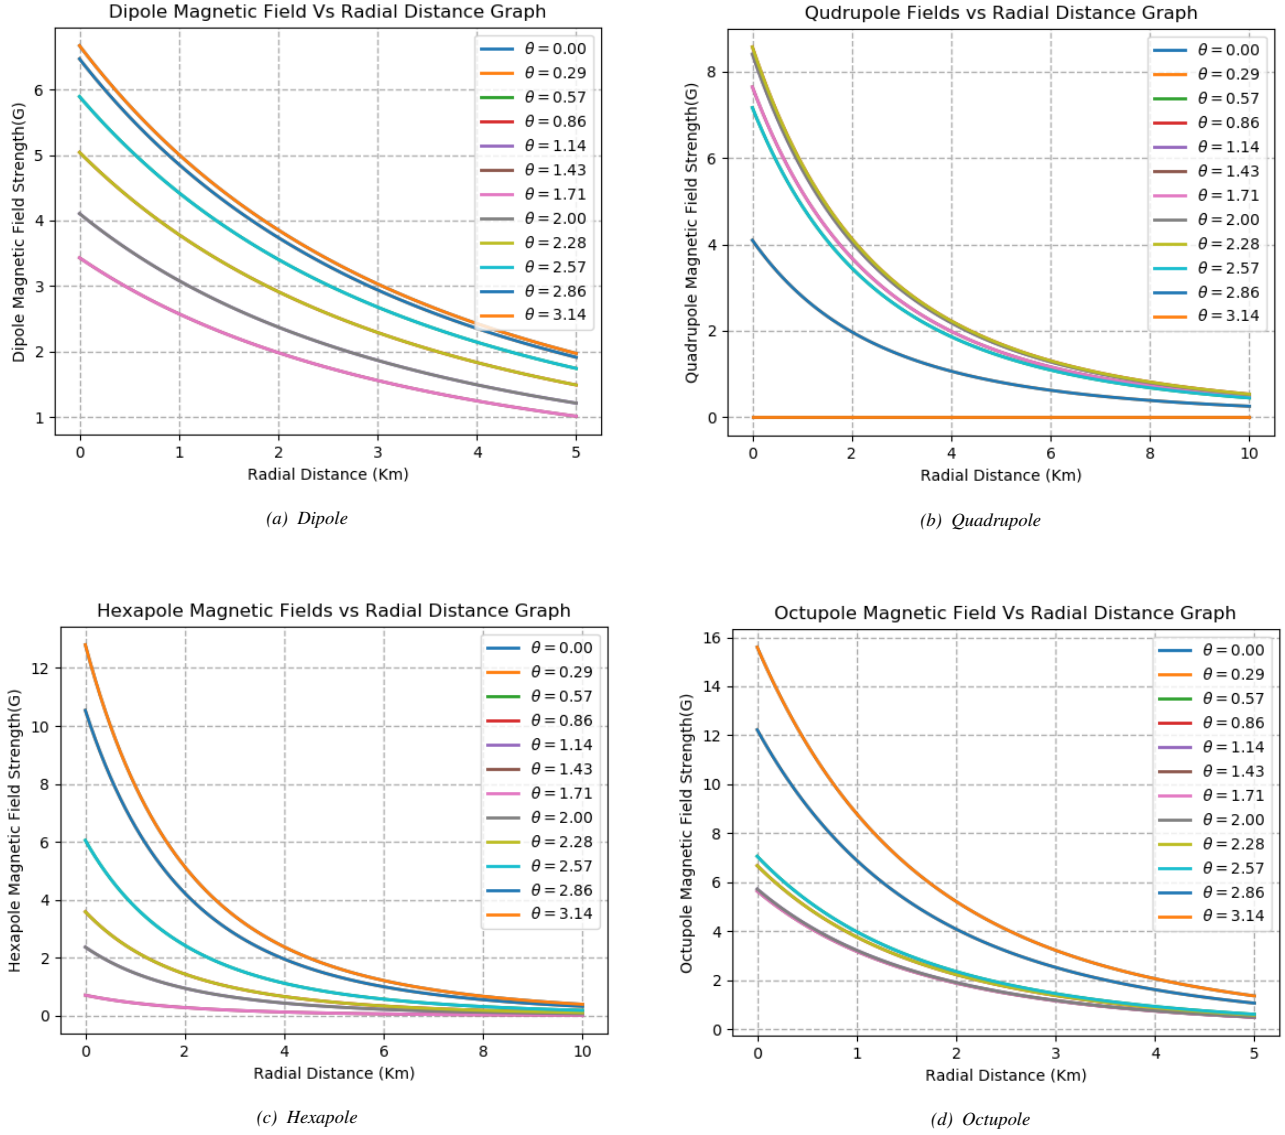 Dipole Magnetic Field Vs Radial Distance Graph
Dipole Magnetic Field Strength(G)
6
5
4
3
2
1
θ = 0.00
θ = 0.29
θ = 0.57
θ = 0.86
θ = 1.14
θ = 1.43
θ = 1.71
θ = 2.00
θ = 2.28
θ = 2.57
θ = 2.86
θ = 3.14
0 1 2 3 4 5
Radial Distance (Km)
(a) Dipole
Qudrupole Fields vs Radial Distance Graph
Quadrupole Magnetic Field Strength(G)
8
6
4
2
0
θ = 0.00
θ = 0.29
θ = 0.57
θ = 0.86
θ = 1.14
θ = 1.43
θ = 1.71
θ = 2.00
θ = 2.28
θ = 2.57
θ = 2.86
θ = 3.14
0 2 4 6 8 10
Radial Distance (Km)
(b) Quadrupole
Hexapole Magnetic Fields vs Radial Distance Graph
Hexapole Magnetic Field Strength(G)
12
10
8
6
4
2
0
θ = 0.00
θ = 0.29
θ = 0.57
θ = 0.86
θ = 1.14
θ = 1.43
θ = 1.71
θ = 2.00
θ = 2.28
θ = 2.57
θ = 2.86
θ = 3.14
0 2 4 6 8 10
Radial Distance (Km)
(c) Hexapole
Octupole Magnetic Field Vs Radial Distance Graph
Octupole Magnetic Field Strength(G)
16
14
12
10
8
6
4
2
0
θ = 0.00
θ = 0.29
θ = 0.57
θ = 0.86
θ = 1.14
θ = 1.43
θ = 1.71
θ = 2.00
θ = 2.28
θ = 2.57
θ = 2.86
θ = 3.14
0 1 2 3 4 5
Radial Distance (Km)
(d) Octupole